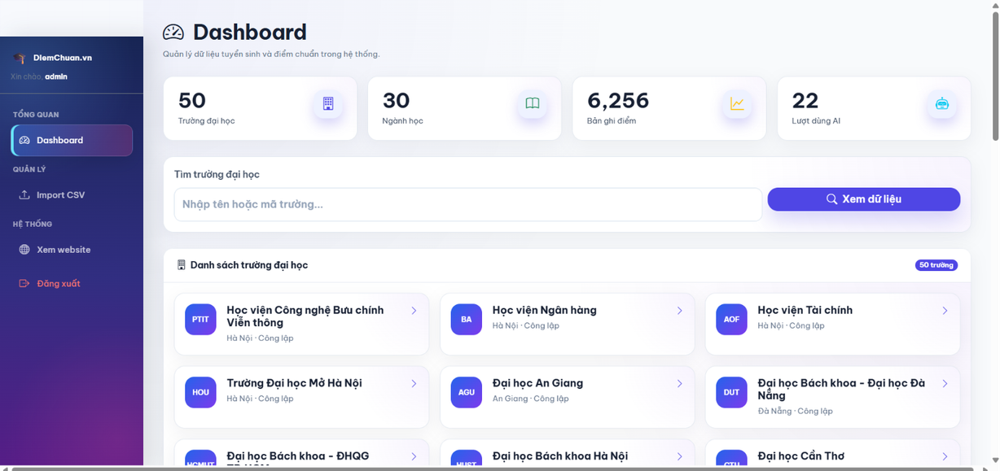 DiemChuan.vn
Xin chào, admin
TỔNG QUAN
Dashboard
QUẢN LÝ
Import CSV
HỆ THỐNG
Xem website
Đăng xuất
Dashboard
Quản lý dữ liệu tuyển sinh và điểm chuẩn trong hệ thống.
50
Trường đại học
30
Ngành học
6,256
Bản ghi điểm
22
Lượt dùng AI
Tìm trường đại học
Nhập tên hoặc mã trường...
Xem dữ liệu
Danh sách trường đại học
50 trường
PTIT
Học viện Công nghệ Bưu chính
Viễn thông
Hà Nội · Công lập
BA
Học viện Ngân hàng
Hà Nội · Công lập
AOF
Học viện Tài chính
Hà Nội · Công lập
HOU
Trường Đại học Mở Hà Nội
Hà Nội · Công lập
AGU
Đại học An Giang
An Giang · Công lập
DUT
Đại học Bách khoa - Đại học Đà
Nẵng
Đà Nẵng · Công lập
HCMUT
Đại học Bách khoa - ĐHQG
TP.HCM
HUST
Đại học Bách khoa Hà Nội
CTU
Đại học Cần Thơ